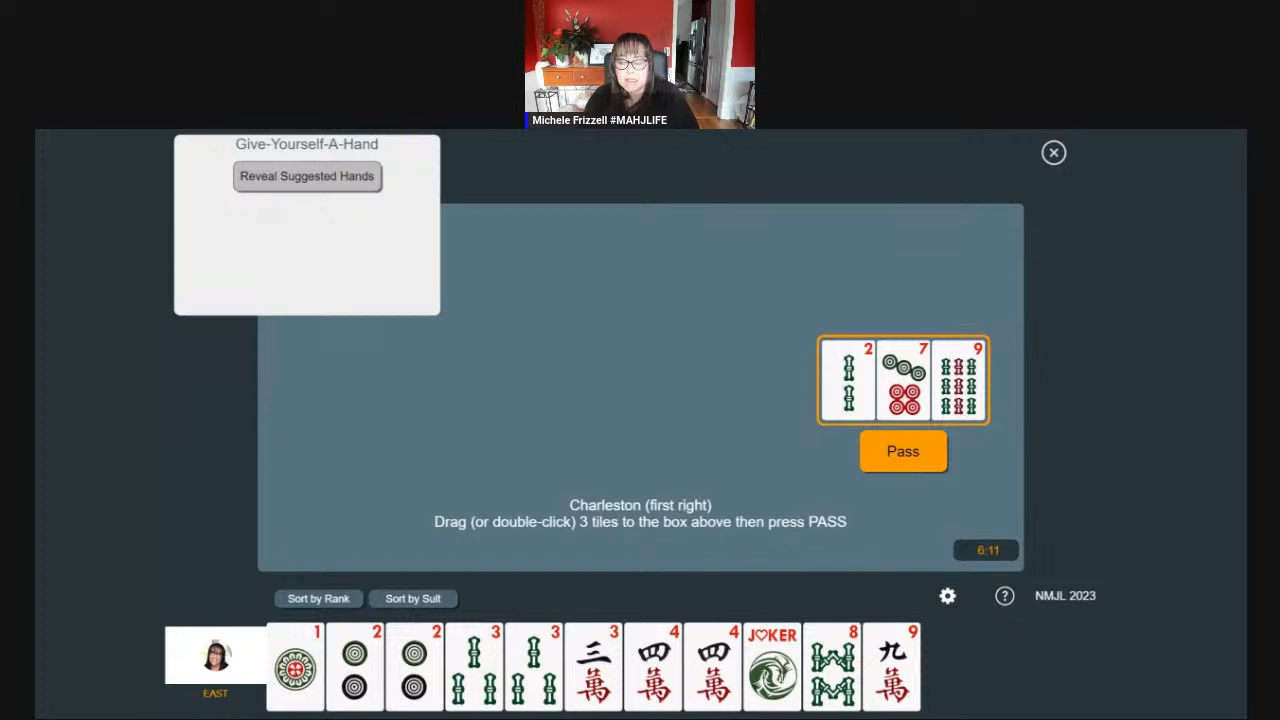 Michele Frizzell #MAHJLIFE
Give-Yourself-A-Hand
Reveal Suggested Hands
2 7 9
Pass
Charleston (first right)
Drag (or double-click) 3 tiles to the box above then press PASS
6:11
Sort by Rank Sort by Suit ? NMJL 2023
1 2 2 3 3 3 4 4 JOKER 8 9
三 四 四 九
萬 萬 萬 萬
EAST